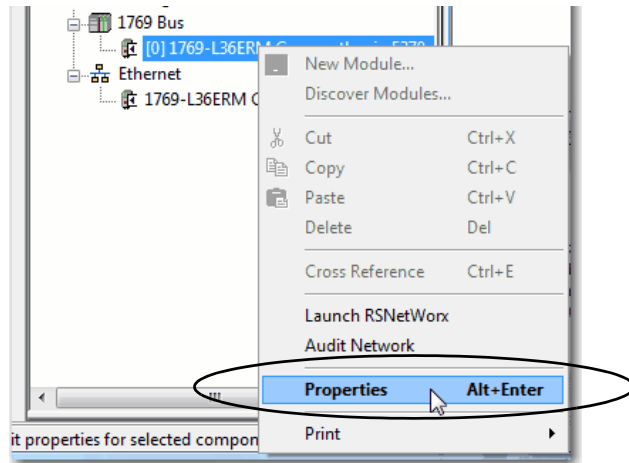 1769 Bus
[0] 1769-L36ERM
Ethernet
1769-L36ERM
New Module...
Discover Modules...
Cut Ctrl+X
Copy Ctrl+C
Paste Ctrl+V
Delete Del
Cross Reference Ctrl+E
Launch RSNetWorx
Audit Network
Properties Alt+Enter
Print
it properties for selected compon